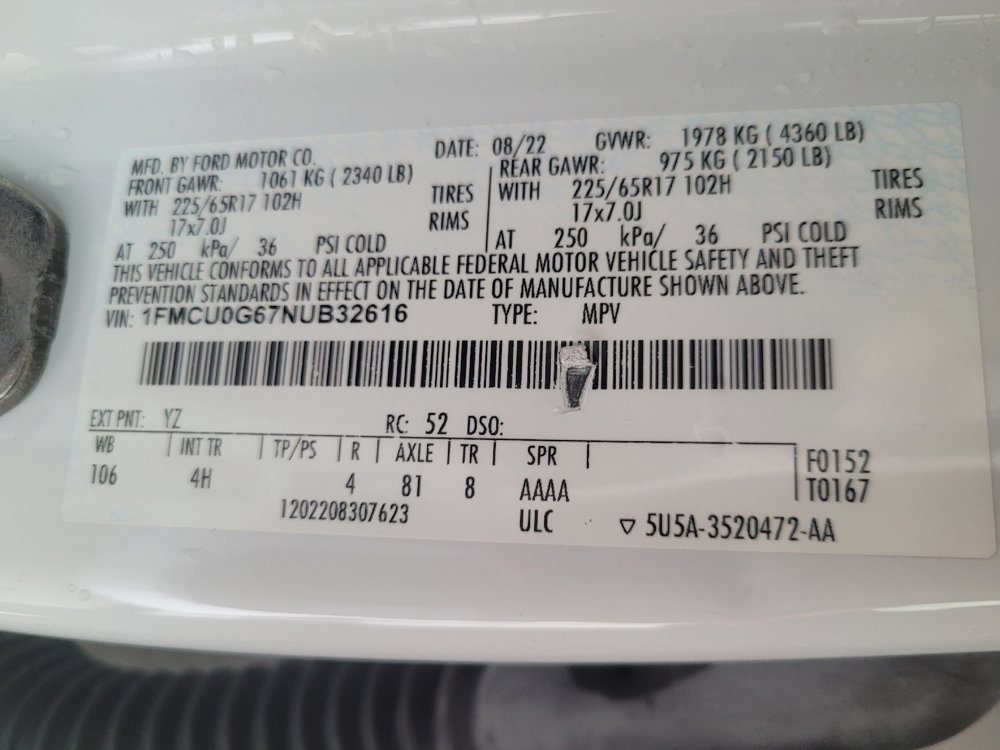 MFD. BY FORD MOTOR CO. DATE: 08/22 GVWR: 1978 KG ( 4360 LB)
FRONT GAWR: 1061 KG ( 2340 LB) REAR GAWR: 975 KG ( 2150 LB)
WITH 225/65R17 102H TIRES WITH 225/65R17 102H TIRES
17x7.0J RIMS 17x7.0J RIMS
AT 250 kPa/ 36 PSI COLD AT 250 kPa/ 36 PSI COLD
THIS VEHICLE CONFORMS TO ALL APPLICABLE FEDERAL MOTOR VEHICLE SAFETY AND THEFT
PREVENTION STANDARDS IN EFFECT ON THE DATE OF MANUFACTURE SHOWN ABOVE.
VIN: 1FMCU0G67NUB32616 TYPE: MPV
EXT PNT: YZ RC: 52 DSO:
WB INT TR TP/PS R AXLE TR SPR F0152
106 4H 4 81 8 AAAA T0167
1202208307623 ULC ▽ 5U5A-3520472-AA